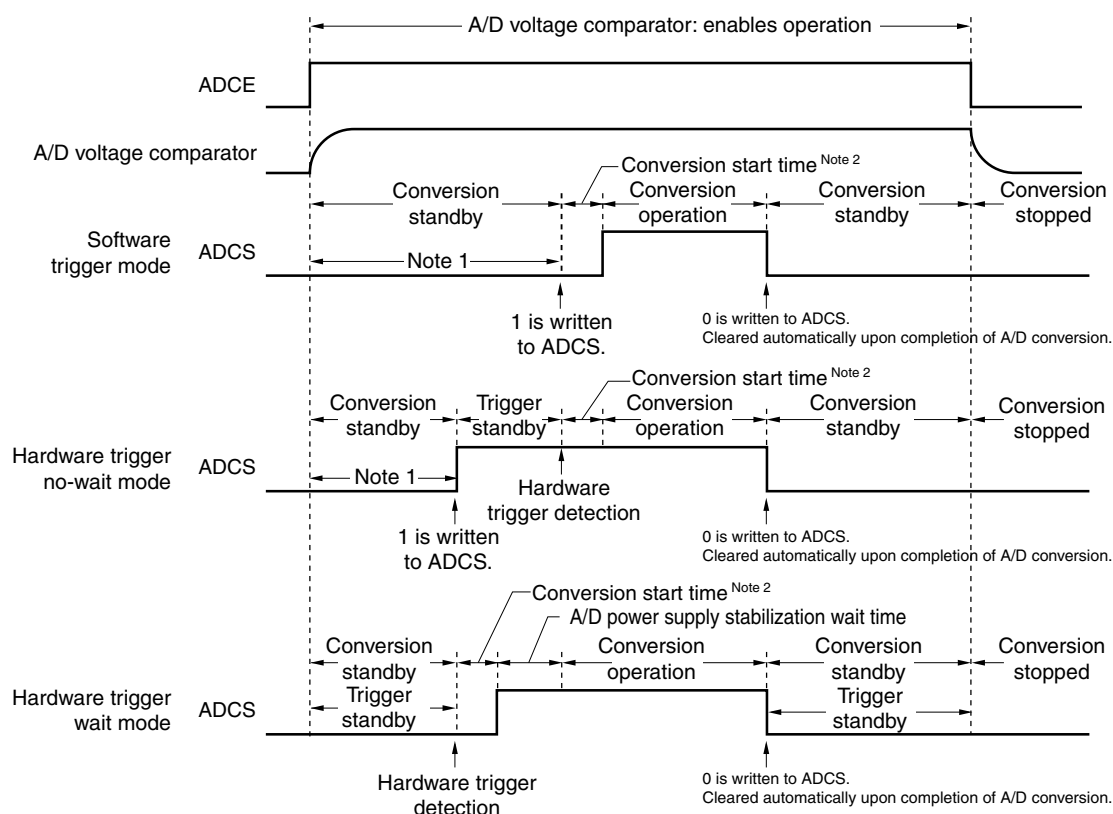 A/D voltage comparator: enables operation
ADCE
A/D voltage comparator
Conversion start time Note 2
Conversion
standby
Conversion
operation
Conversion
standby
Conversion
stopped
Software
trigger mode
ADCS
Note 1
1 is written
to ADCS.
0 is written to ADCS.
Cleared automatically upon completion of A/D conversion.
Conversion start time Note 2
Conversion
standby
Trigger
standby
Conversion
operation
Conversion
standby
Conversion
stopped
Hardware trigger
no-wait mode
ADCS
Note 1
Hardware
trigger detection
1 is written
to ADCS.
0 is written to ADCS.
Cleared automatically upon completion of A/D conversion.
Conversion start time Note 2
A/D power supply stabilization wait time
Conversion
standby
Conversion
operation
Conversion
standby
Conversion
stopped
Hardware trigger
wait mode
ADCS
Trigger
standby
Trigger
standby
Hardware trigger
detection
0 is written to ADCS.
Cleared automatically upon completion of A/D conversion.